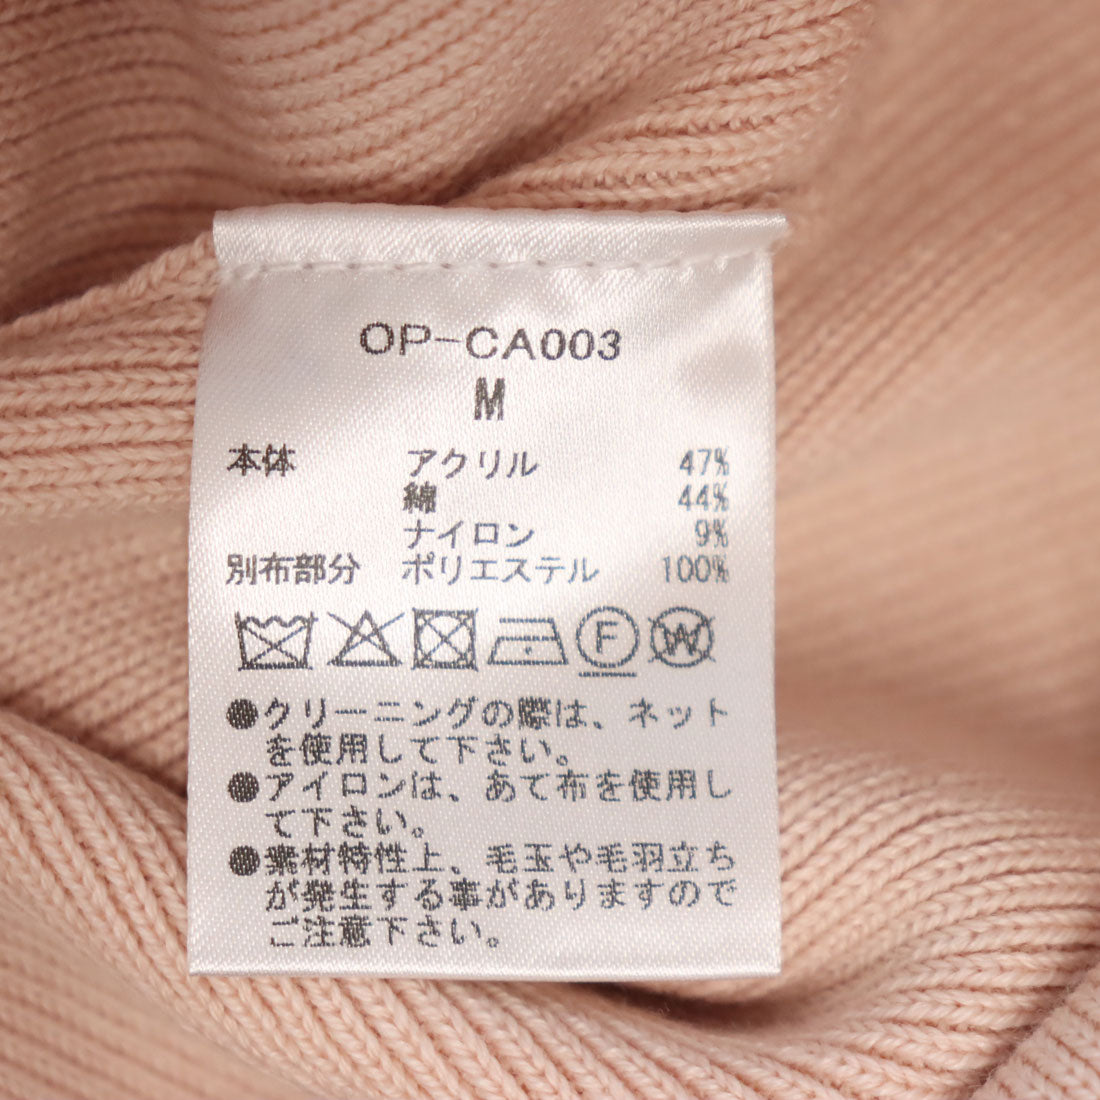 OP-CA003
M
本体 アクリル 47%
綿 44%
ナイロン 9%
別布部分 ポリエステル 100%
F W
●クリーニングの際は、ネット
を使用して下さい。
●アイロンは、あて布を使用し
て下さい。
●素材特性上、毛玉や毛羽立ち
が発生する事がありますので
ご注意下さい。